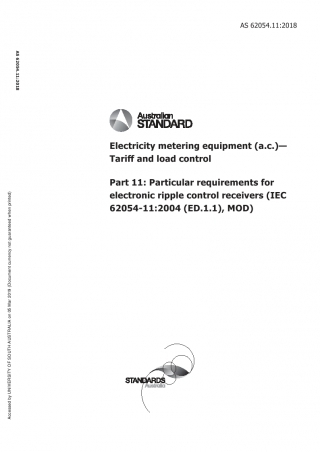 AS 62054.11:2018
AS 62054.11:2018
Australian
STANDARD
Electricity metering equipment (a.c.)—
Tariff and load control
Part 11: Particular requirements for
electronic ripple control receivers (IEC
62054-11:2004 (ED.1.1), MOD)
Accessed by UNIVERSITY OF SOUTH AUSTRALIA on 05 Mar 2019 (Document currency not guaranteed when printed)
STANDARDS
Australia